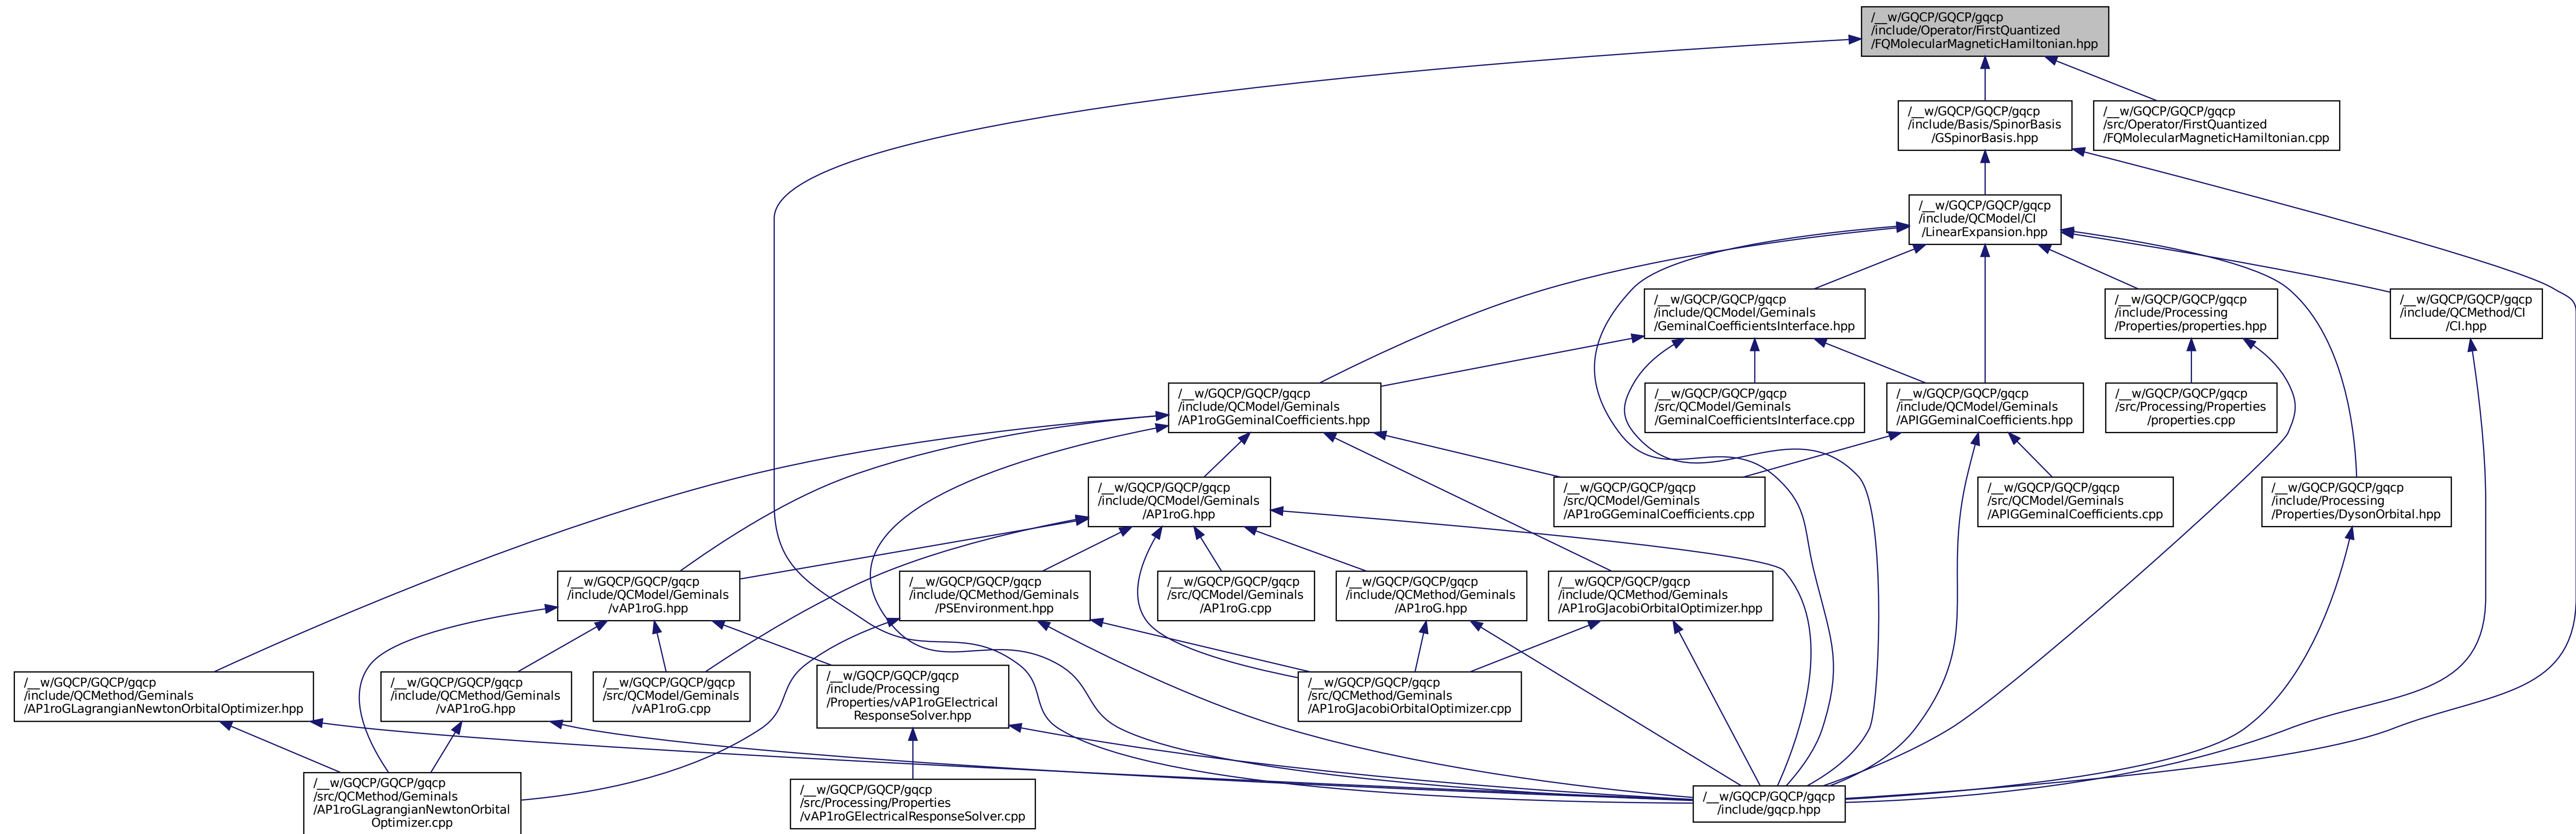 /__w/GQCP/GQCP/gqcp
/include/Operator/FirstQuantized
/FQMolecularMagneticHamiltonian.hpp
/__w/GQCP/GQCP/gqcp
/include/Basis/SpinorBasis
/GSpinorBasis.hpp
/__w/GQCP/GQCP/gqcp
/src/Operator/FirstQuantized
/FQMolecularMagneticHamiltonian.cpp
/__w/GQCP/GQCP/gqcp
/include/QCModel/CI
/LinearExpansion.hpp
/__w/GQCP/GQCP/gqcp
/include/QCModel/Geminals
/GeminalCoefficientsInterface.hpp
/__w/GQCP/GQCP/gqcp
/include/Processing
/Properties/properties.hpp
/__w/GQCP/GQCP/gqcp
/include/QCMethod/CI
/CI.hpp
/__w/GQCP/GQCP/gqcp
/include/QCModel/Geminals
/AP1roGGeminalCoefficients.hpp
/__w/GQCP/GQCP/gqcp
/src/QCModel/Geminals
/GeminalCoefficientsInterface.cpp
/__w/GQCP/GQCP/gqcp
/include/QCModel/Geminals
/APIGGeminalCoefficients.hpp
/__w/GQCP/GQCP/gqcp
/src/Processing/Properties
/properties.cpp
/__w/GQCP/GQCP/gqcp
/include/QCModel/Geminals
/AP1roG.hpp
/__w/GQCP/GQCP/gqcp
/src/QCModel/Geminals
/AP1roGGeminalCoefficients.cpp
/__w/GQCP/GQCP/gqcp
/src/QCModel/Geminals
/APIGGeminalCoefficients.cpp
/__w/GQCP/GQCP/gqcp
/include/Processing
/Properties/DysonOrbital.hpp
/__w/GQCP/GQCP/gqcp
/include/QCModel/Geminals
/vAP1roG.hpp
/__w/GQCP/GQCP/gqcp
/include/QCMethod/Geminals
/PSEnvironment.hpp
/__w/GQCP/GQCP/gqcp
/src/QCModel/Geminals
/AP1roG.cpp
/__w/GQCP/GQCP/gqcp
/include/QCMethod/Geminals
/AP1roG.hpp
/__w/GQCP/GQCP/gqcp
/include/QCMethod/Geminals
/AP1roGJacobiOrbitalOptimizer.hpp
/__w/GQCP/GQCP/gqcp
/include/QCMethod/Geminals
/AP1roGLagrangianNewtonOrbitalOptimizer.hpp
/__w/GQCP/GQCP/gqcp
/include/QCMethod/Geminals
/vAP1roG.hpp
/__w/GQCP/GQCP/gqcp
/src/QCModel/Geminals
/vAP1roG.cpp
/__w/GQCP/GQCP/gqcp
/include/Processing
/Properties/vAP1roGElectrical
ResponseSolver.hpp
/__w/GQCP/GQCP/gqcp
/src/QCMethod/Geminals
/AP1roGJacobiOrbitalOptimizer.cpp
/__w/GQCP/GQCP/gqcp
/src/QCMethod/Geminals
/AP1roGLagrangianNewtonOrbital
Optimizer.cpp
/__w/GQCP/GQCP/gqcp
/src/Processing/Properties
/vAP1roGElectricalResponseSolver.cpp
/__w/GQCP/GQCP/gqcp
/include/gqcp.hpp